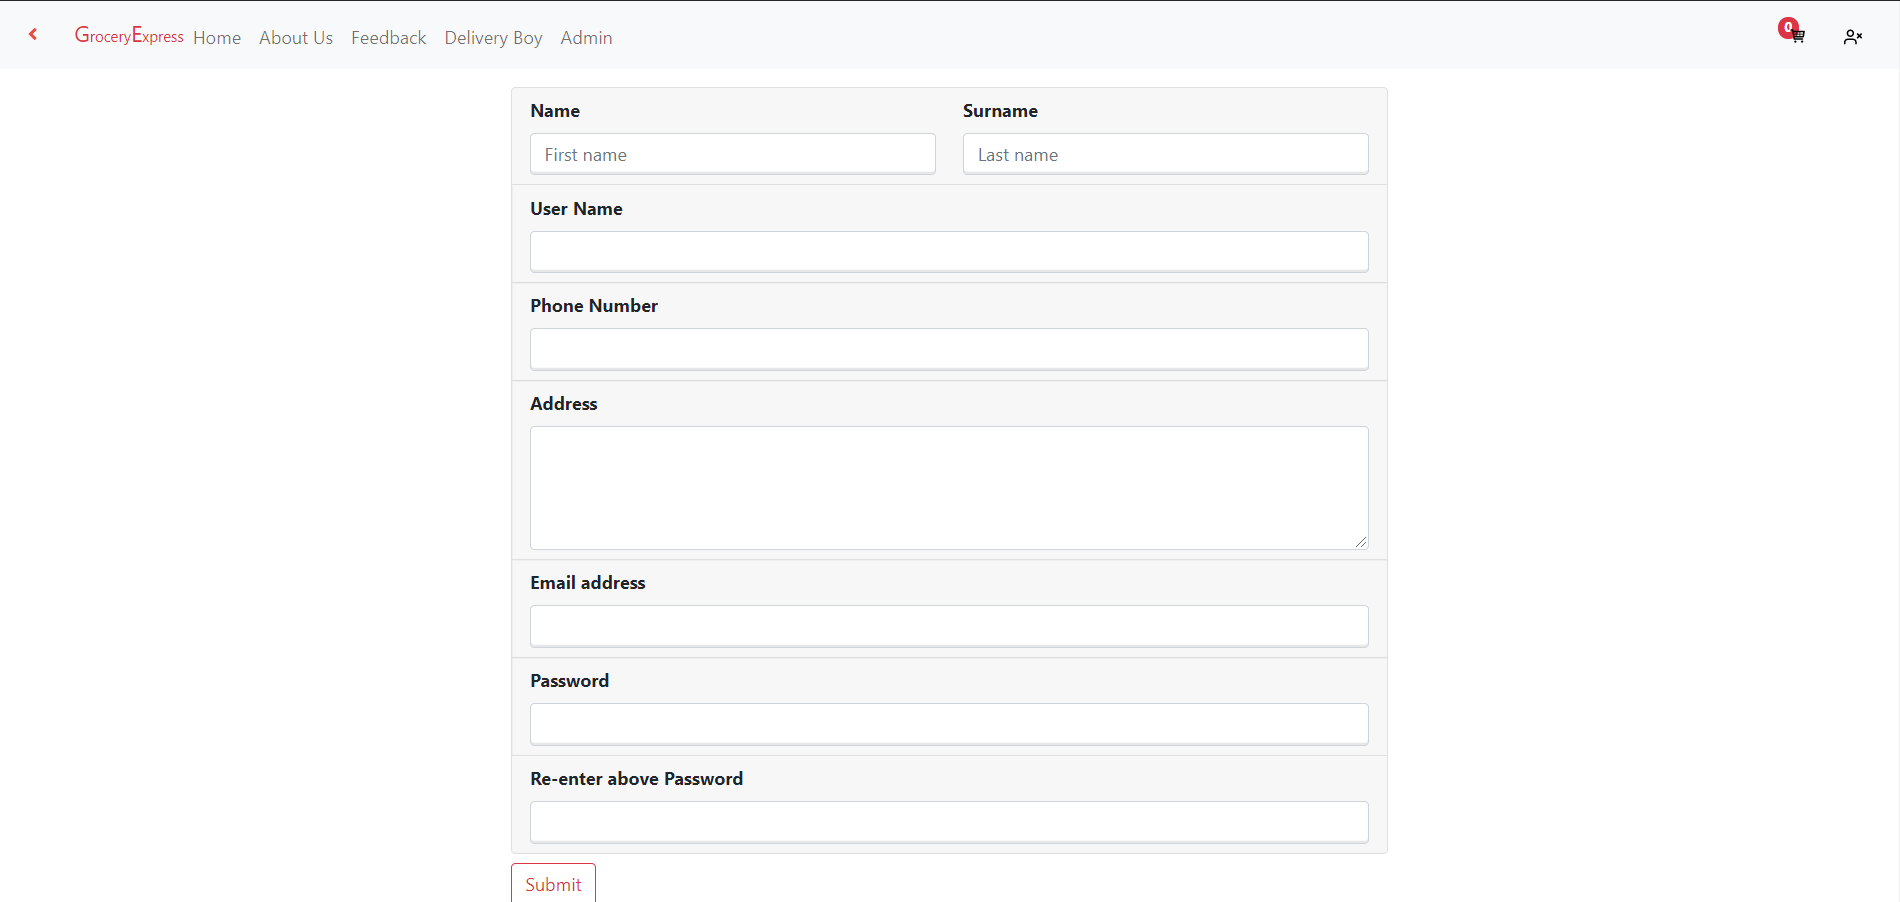 GroceryExpress Home About Us Feedback Delivery Boy Admin 0
Name Surname
First name Last name
User Name
Phone Number
Address
Email address
Password
Re-enter above Password
Submit